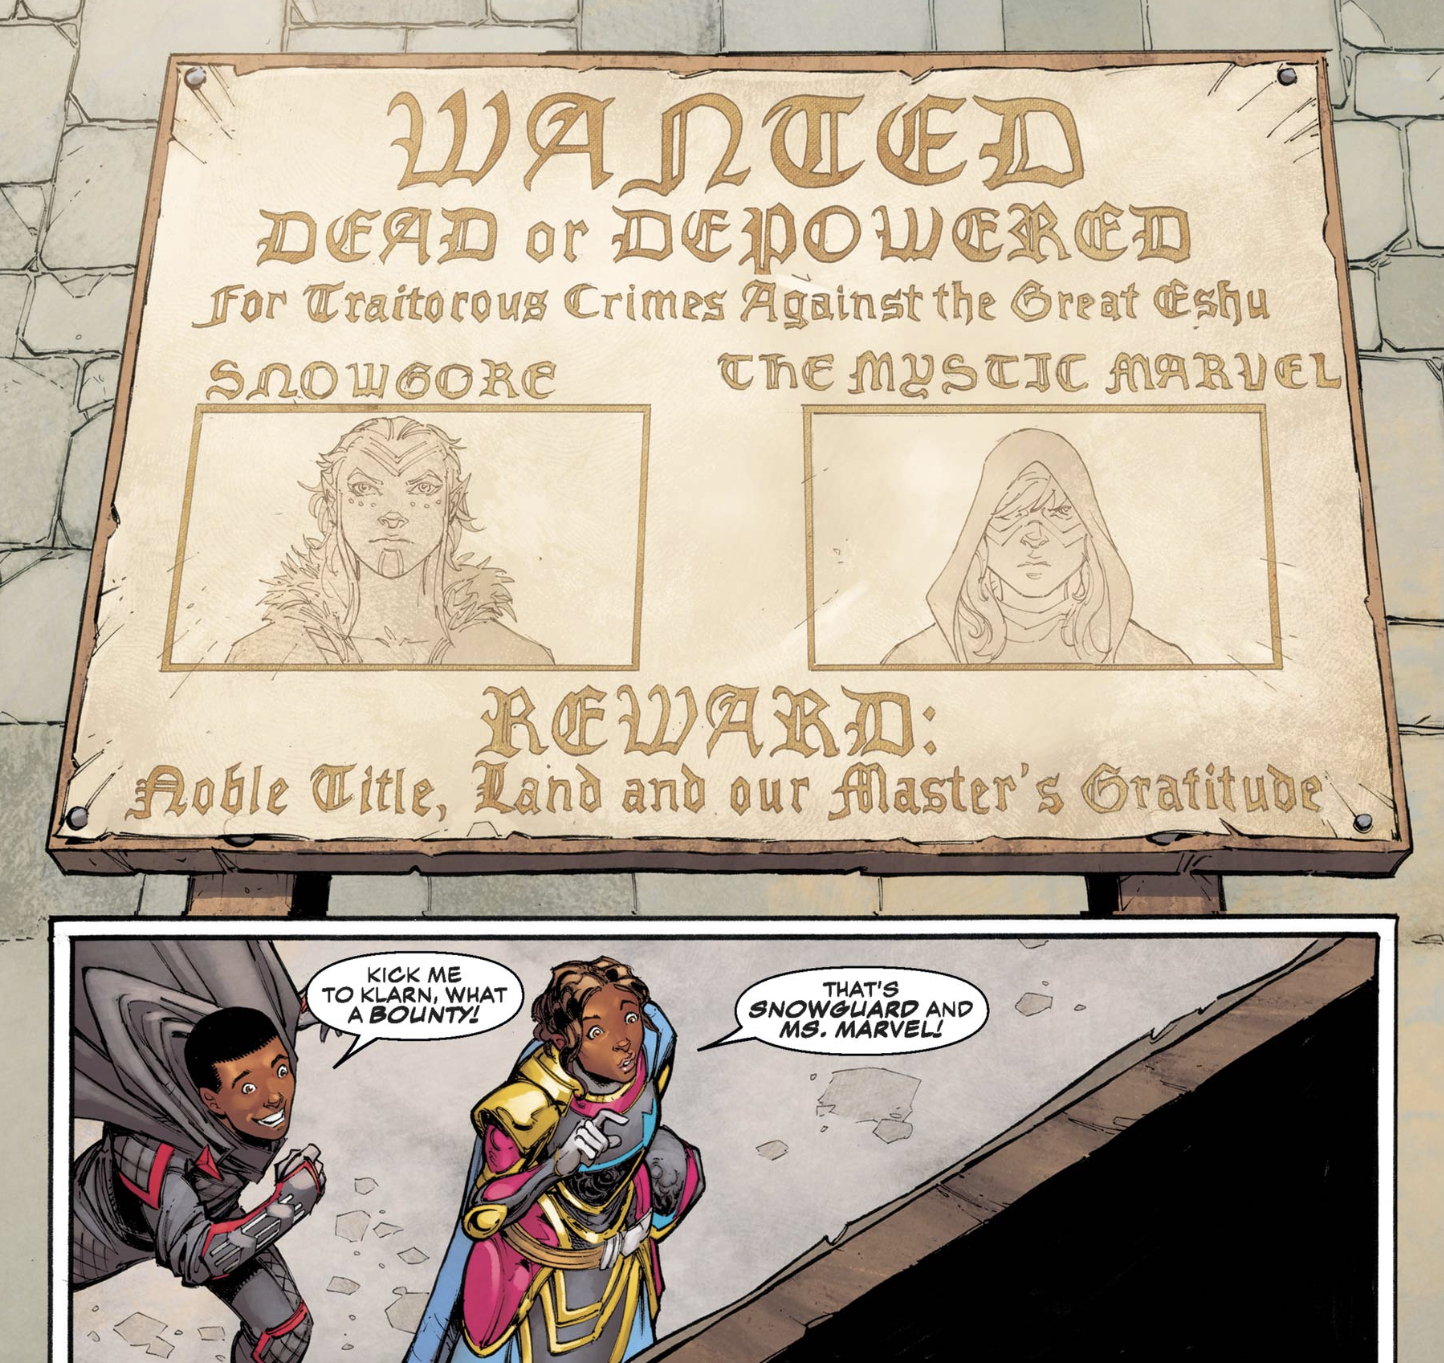 WANTED
DEAD or DEPOWERED
For Traitorous Crimes Against the Great Eshu
SNOWGORE
THE MYSTIC MARVEL
REWARD:
Noble Title, Land and our Master's Gratitude
KICK ME
TO KLARN, WHAT
A BOUNTY!
THAT'S
SNOWGUARD AND
MS. MARVEL!